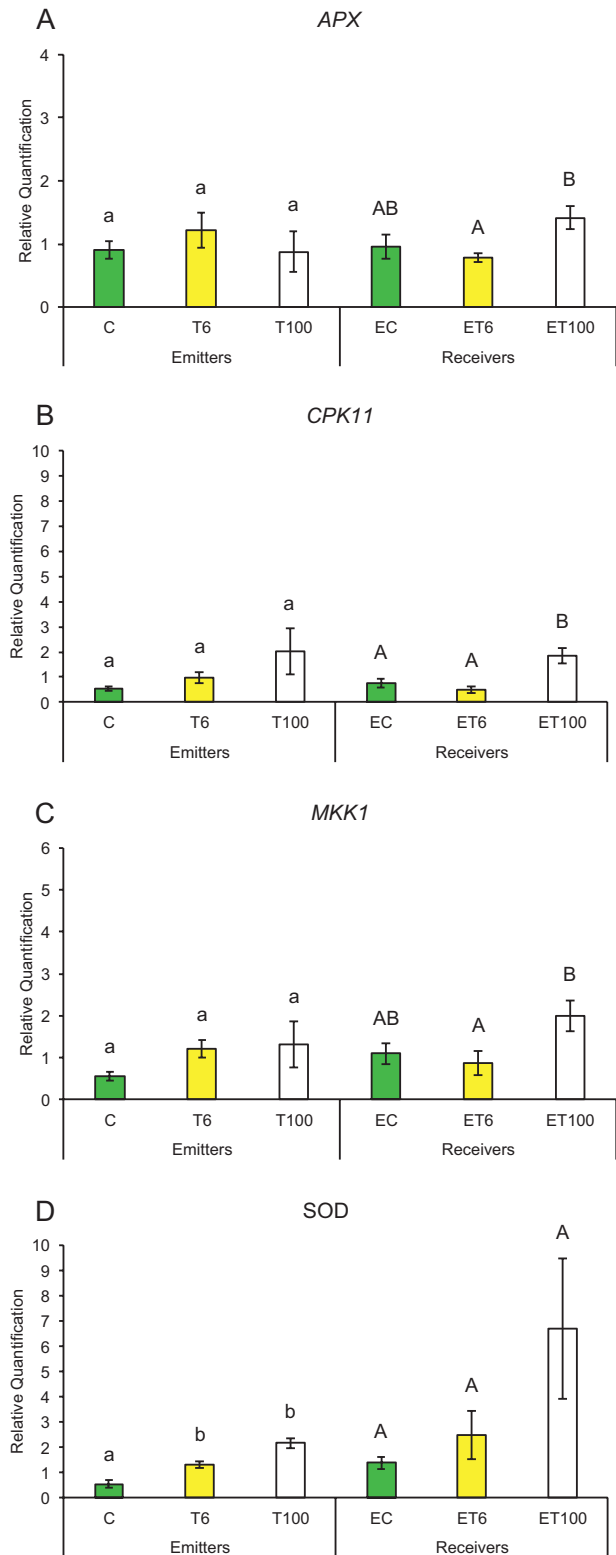 A
APX
4
3
2
1
0
Relative Quantification
a
a
a
AB
A
B
C T6 T100 EC ET6 ET100
Emitters Receivers
B
CPK11
10
9
8
7
6
5
4
3
2
1
0
Relative Quantification
a
a
a
A
A
B
C T6 T100 EC ET6 ET100
Emitters Receivers
C
MKK1
6
5
4
3
2
1
0
Relative Quantification
a
a
a
AB
A
B
C T6 T100 EC ET6 ET100
Emitters Receivers
D
SOD
10
9
8
7
6
5
4
3
2
1
0
Relative Quantification
a
b
b
A
A
A
C T6 T100 EC ET6 ET100
Emitters Receivers